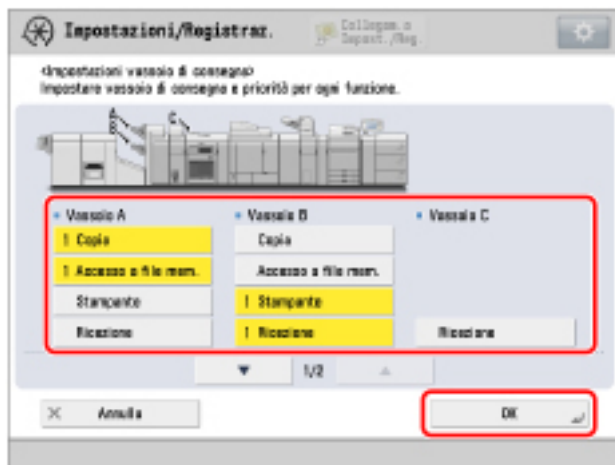 Impostazioni/Registraz.
Collegam.a
Impost./Reg.
<Impostazioni vassoio di consegna>
Impostare vassoio di consegna e priorità per ogni funzione.
A
B
C
Vassoio A
Vassoio B
Vassoio C
1 Copia
Copia
1 Accesso a file mem.
Accesso a file mem.
Stampante
1 Stampante
Ricezione
1 Ricezione
Ricezione
1/2
Annulla
OK